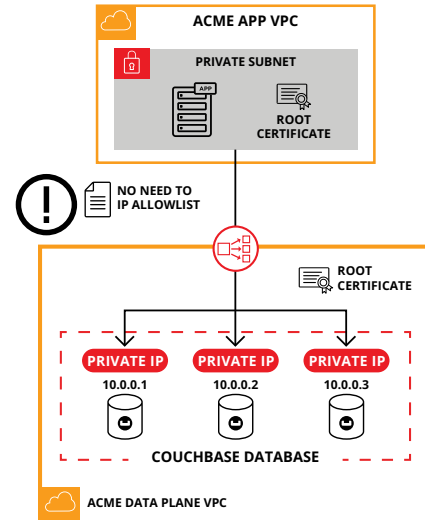 ACME APP VPC
PRIVATE SUBNET
APP
ROOT
CERTIFICATE
!
NO NEED TO
IP ALLOWLIST
ROOT
CERTIFICATE
PRIVATE IP
PRIVATE IP
PRIVATE IP
10.0.0.1
10.0.0.2
10.0.0.3
COUCHBASE DATABASE
ACME DATA PLANE VPC